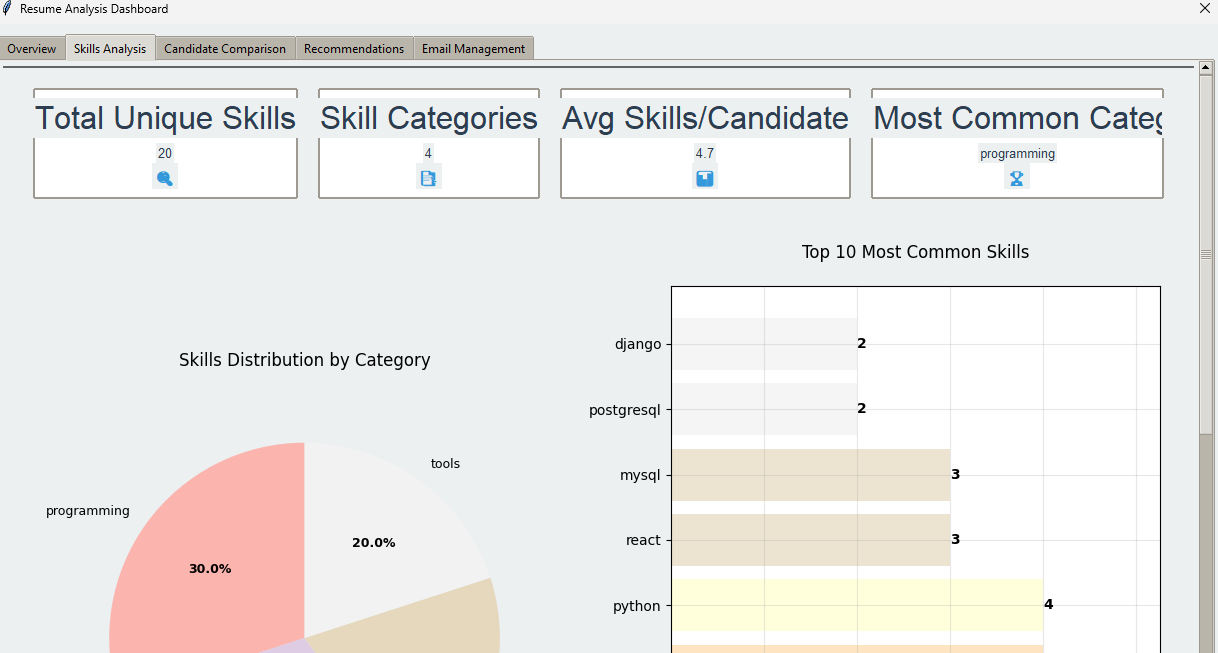 Resume Analysis Dashboard
Overview Skills Analysis Candidate Comparison Recommendations Email Management
Total Unique Skills
20
Skill Categories
4
Avg Skills/Candidate
4.7
Most Common Categ
programming
Skills Distribution by Category
programming
30.0%
tools
20.0%
Top 10 Most Common Skills
django 2
postgresql 2
mysql 3
react 3
python 4